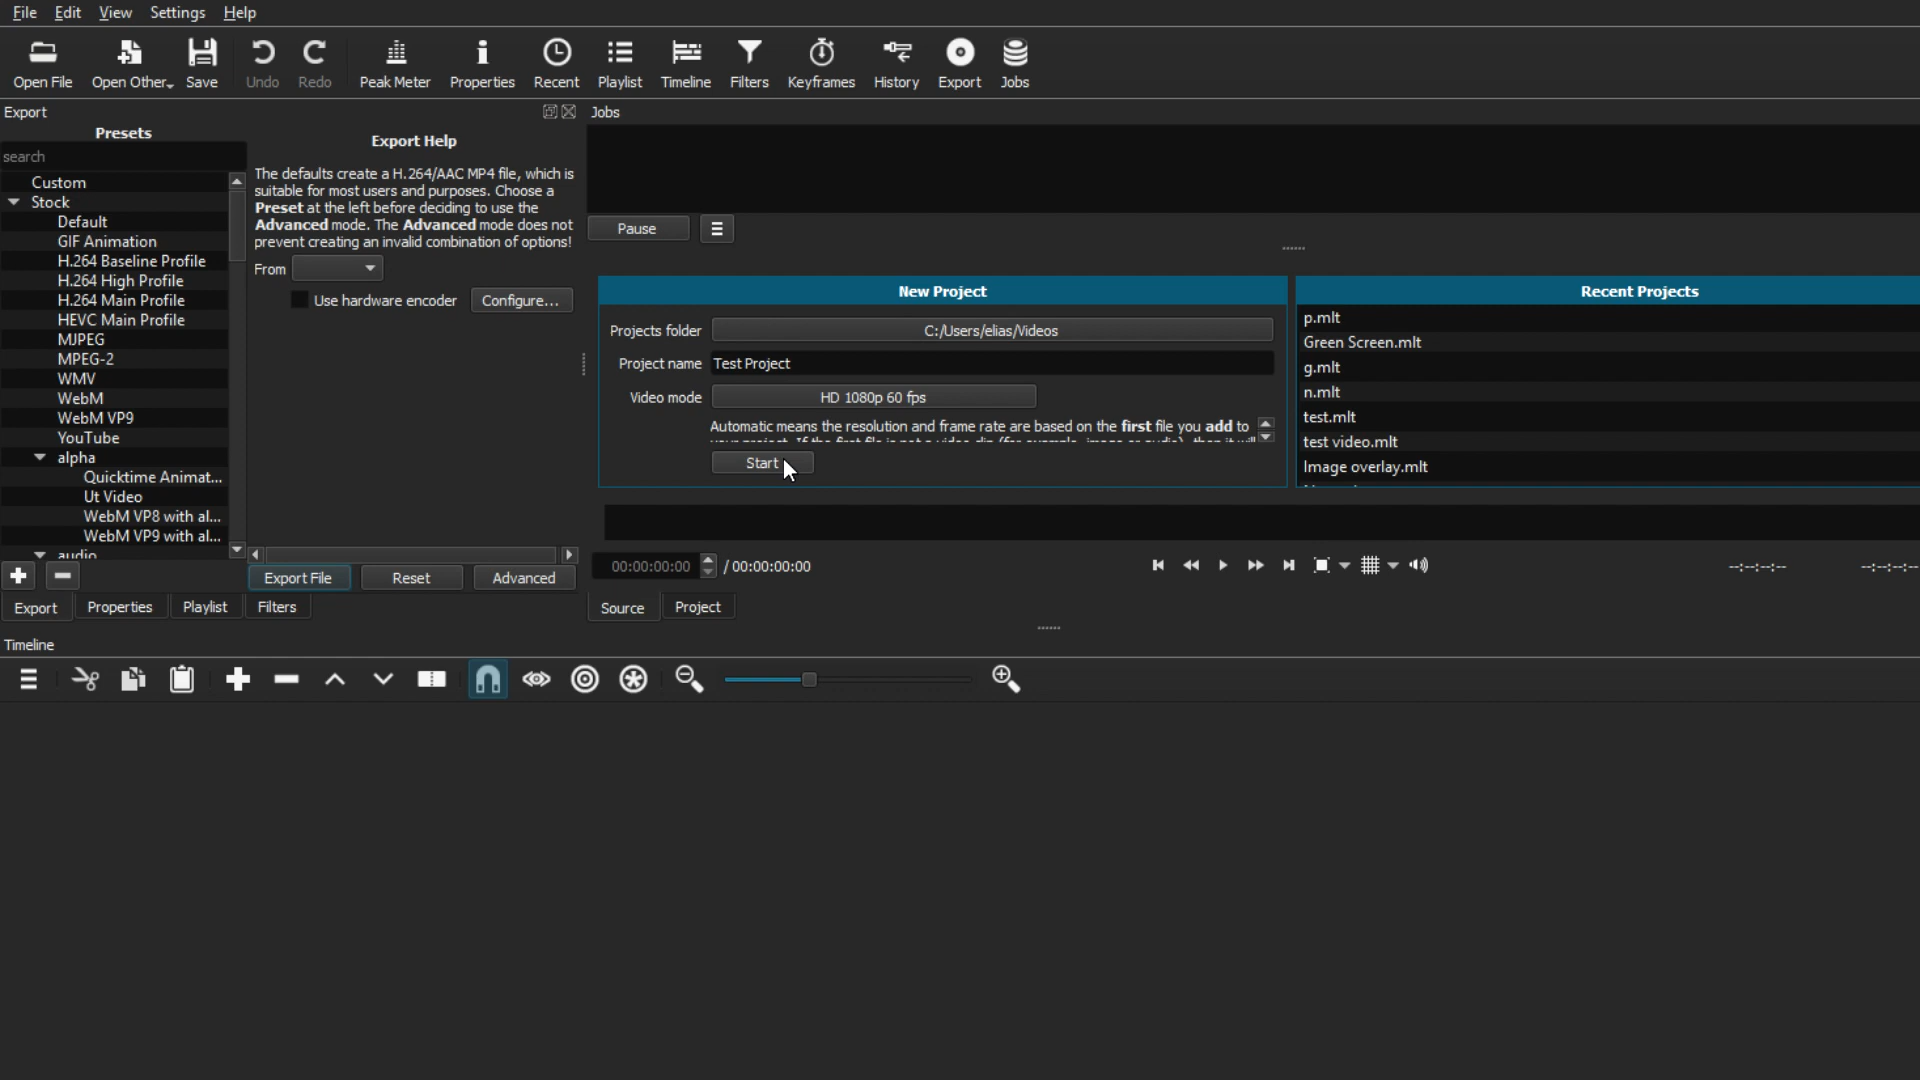 File Edit View Settings Help
Open File Open Other Save Undo Redo Peak Meter Properties Recent Playlist Timeline Filters Keyframes History Export Jobs
Export
Presets
search
Custom
Stock
Default
GIF Animation
H.264 Baseline Profile
H.264 High Profile
H.264 Main Profile
HEVC Main Profile
MJPEG
MPEG-2
WMV
WebM
WebM VP9
YouTube
alpha
Quicktime Animat...
Ut Video
WebM VP8 with al...
WebM VP9 with al...
audio
Export Help
The defaults create a H.264/AAC MP4 file, which is
suitable for most users and purposes. Choose a
Preset at the left before deciding to use the
Advanced mode. The Advanced mode does not
prevent creating an invalid combination of options!
From
Use hardware encoder Configure...
Export File Reset Advanced
Export Properties Playlist Filters
Jobs
Pause
New Project
Projects folder C:/Users/elias/Videos
Project name Test Project
Video mode HD 1080p 60 fps
Automatic means the resolution and frame rate are based on the first file you add to
Start
Recent Projects
p.mlt
Green Screen.mlt
g.mlt
n.mlt
test.mlt
test video.mlt
Image overlay.mlt
00:00:00:00 / 00:00:00:00 --:--:--:-- --:--:--:--
Source Project
Timeline